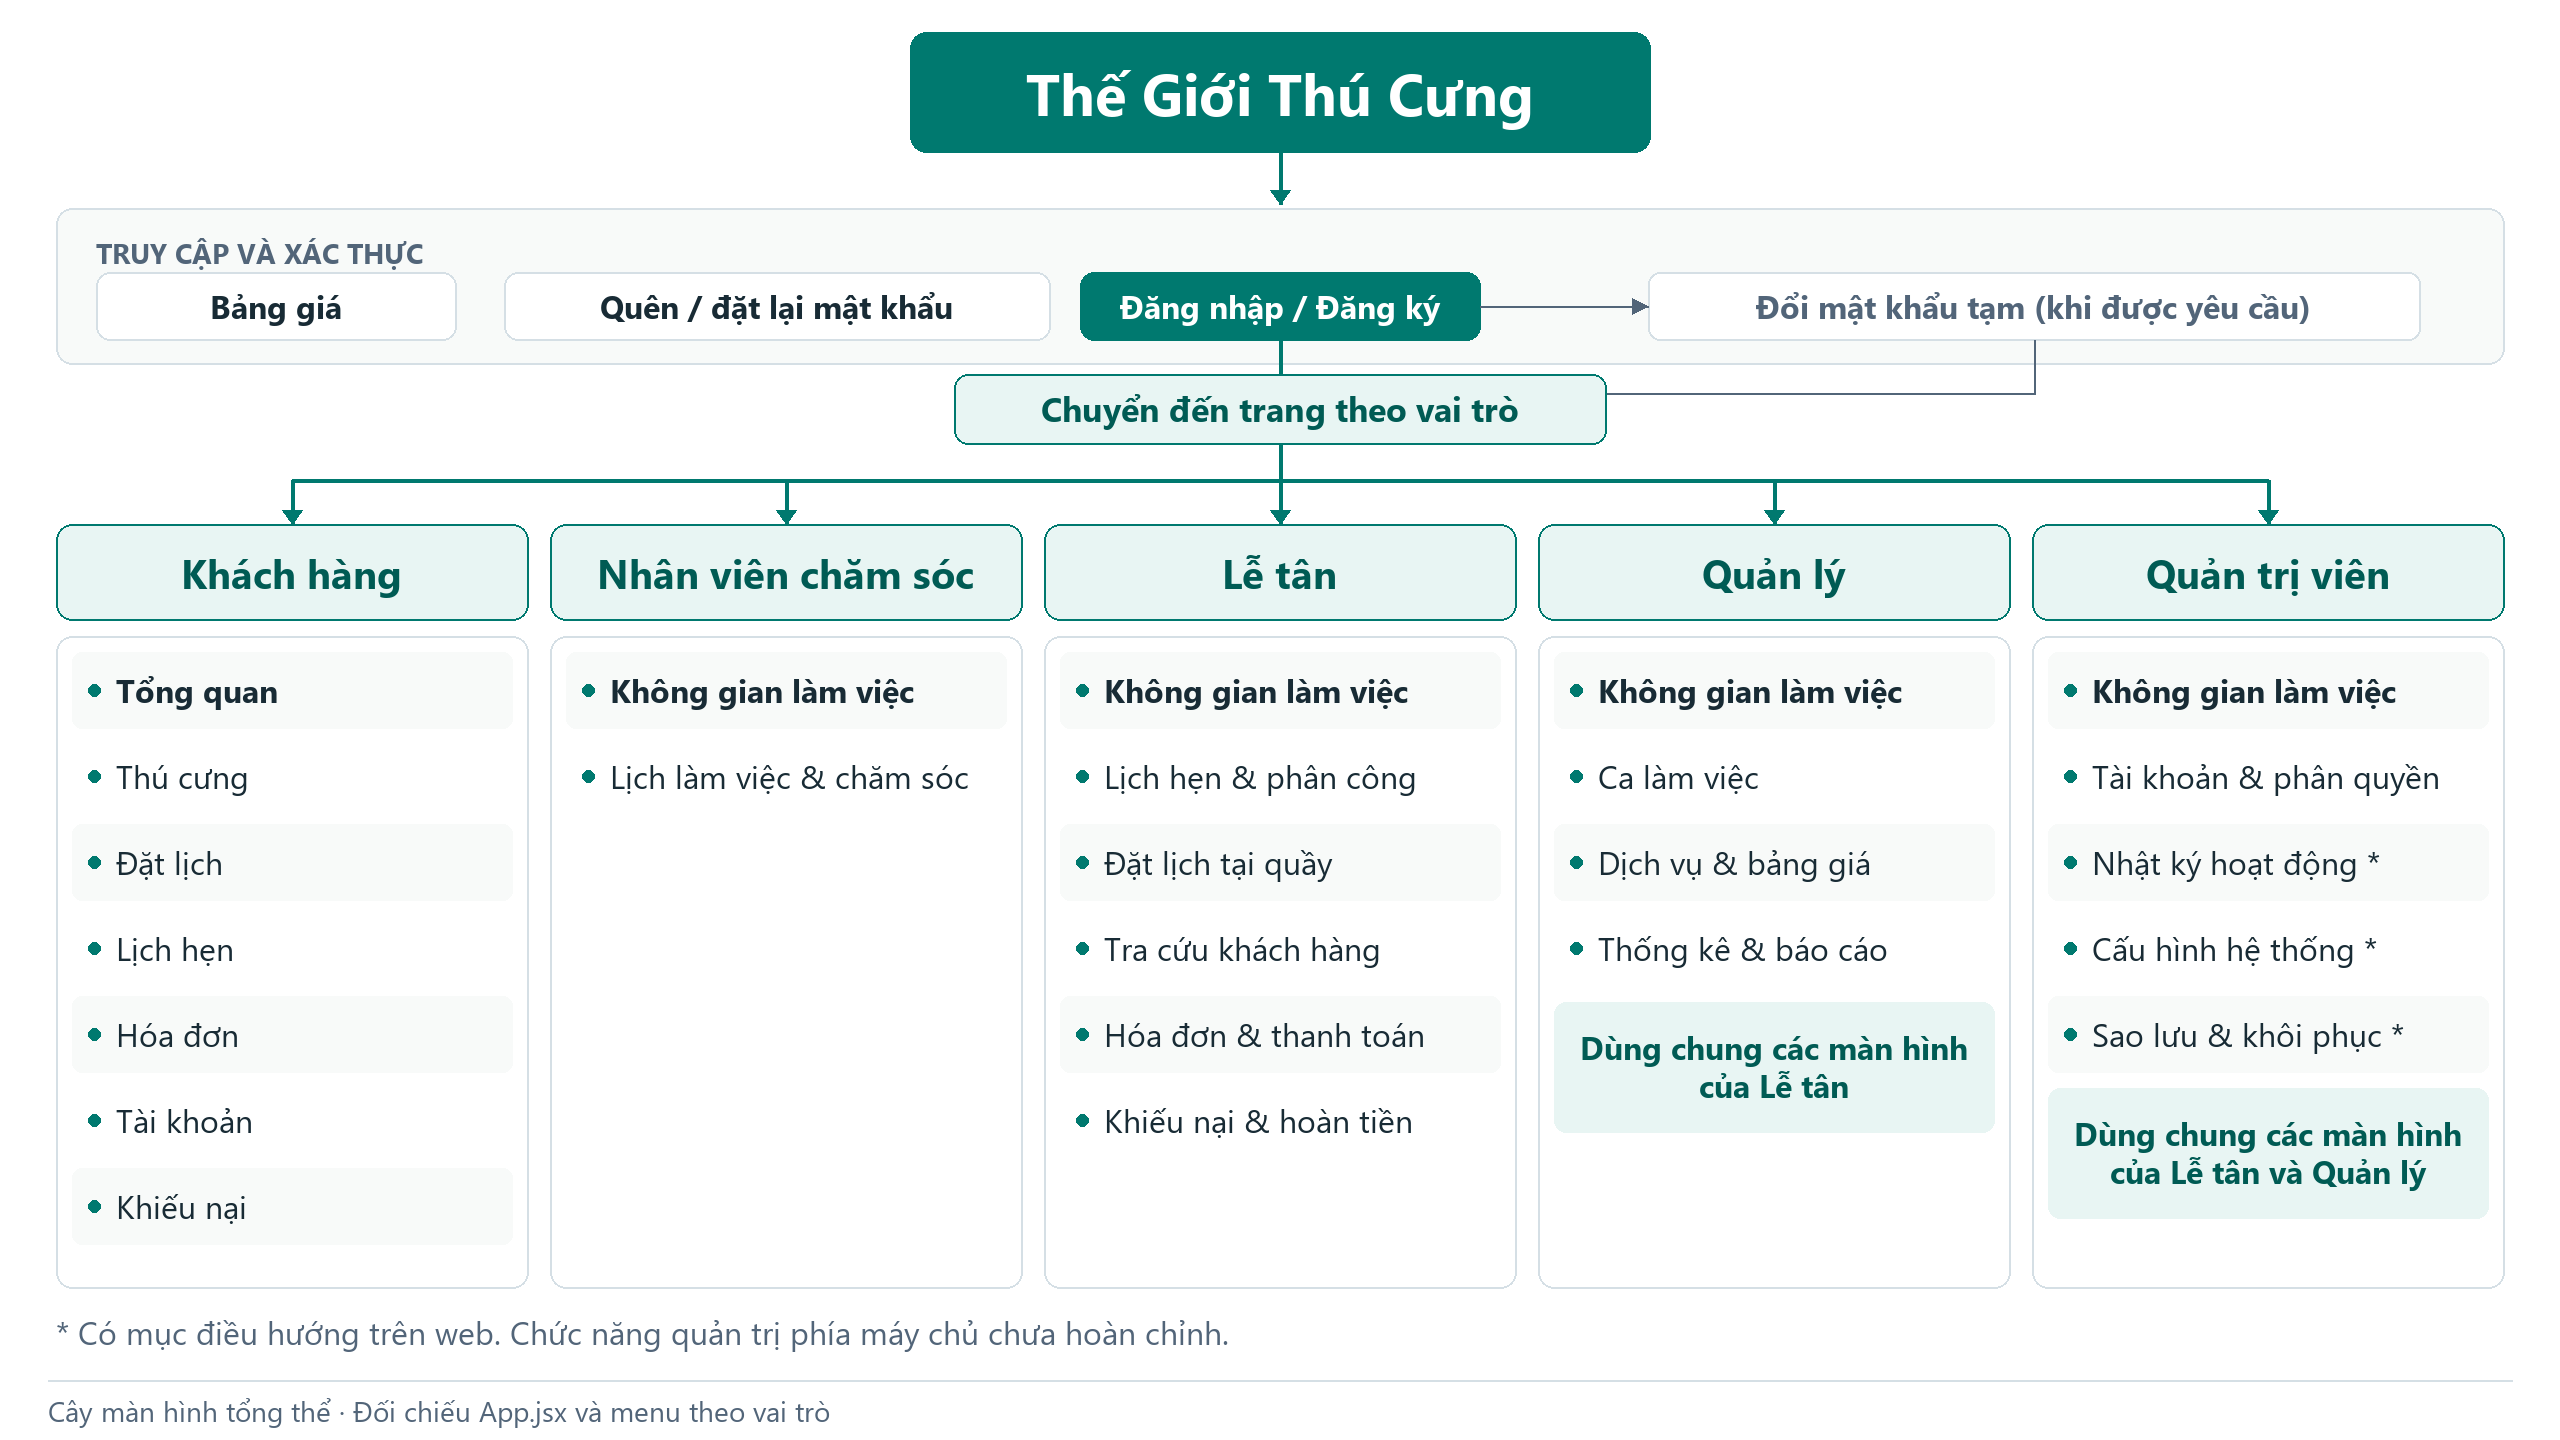 Thế Giới Thú Cưng
TRUY CẬP VÀ XÁC THỰC
Bảng giá
Quên / đặt lại mật khẩu
Đăng nhập / Đăng ký
Đổi mật khẩu tạm (khi được yêu cầu)
Chuyển đến trang theo vai trò
Khách hàng
Tổng quan
Thú cưng
Đặt lịch
Lịch hẹn
Hóa đơn
Tài khoản
Khiếu nại
Nhân viên chăm sóc
Không gian làm việc
Lịch làm việc & chăm sóc
Lễ tân
Không gian làm việc
Lịch hẹn & phân công
Đặt lịch tại quầy
Tra cứu khách hàng
Hóa đơn & thanh toán
Khiếu nại & hoàn tiền
Quản lý
Không gian làm việc
Ca làm việc
Dịch vụ & bảng giá
Thống kê & báo cáo
Dùng chung các màn hình
của Lễ tân
Quản trị viên
Không gian làm việc
Tài khoản & phân quyền
Nhật ký hoạt động *
Cấu hình hệ thống *
Sao lưu & khôi phục *
Dùng chung các màn hình
của Lễ tân và Quản lý
* Có mục điều hướng trên web. Chức năng quản trị phía máy chủ chưa hoàn chỉnh.
Cây màn hình tổng thể · Đối chiếu App.jsx và menu theo vai trò